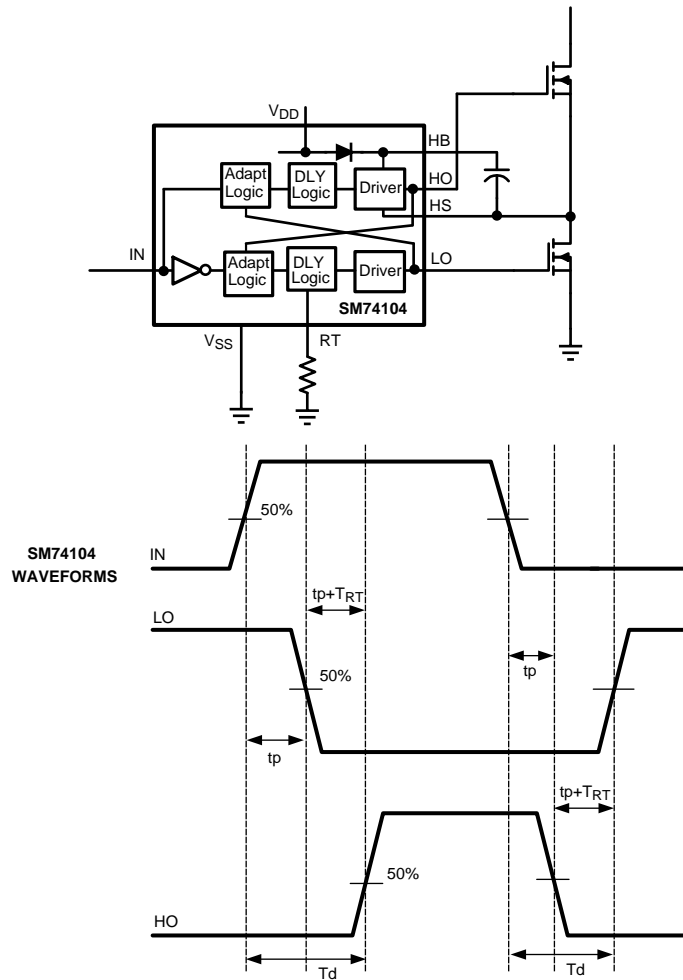 VDD
HB
Adapt
Logic
DLY
Logic
Driver
HO
HS
IN
Adapt
Logic
DLY
Logic
Driver
LO
SM74104
VSS
RT
50%
SM74104
WAVEFORMS
IN
tp+TRT
LO
tp
50%
tp
tp+TRT
50%
HO
Td
Td